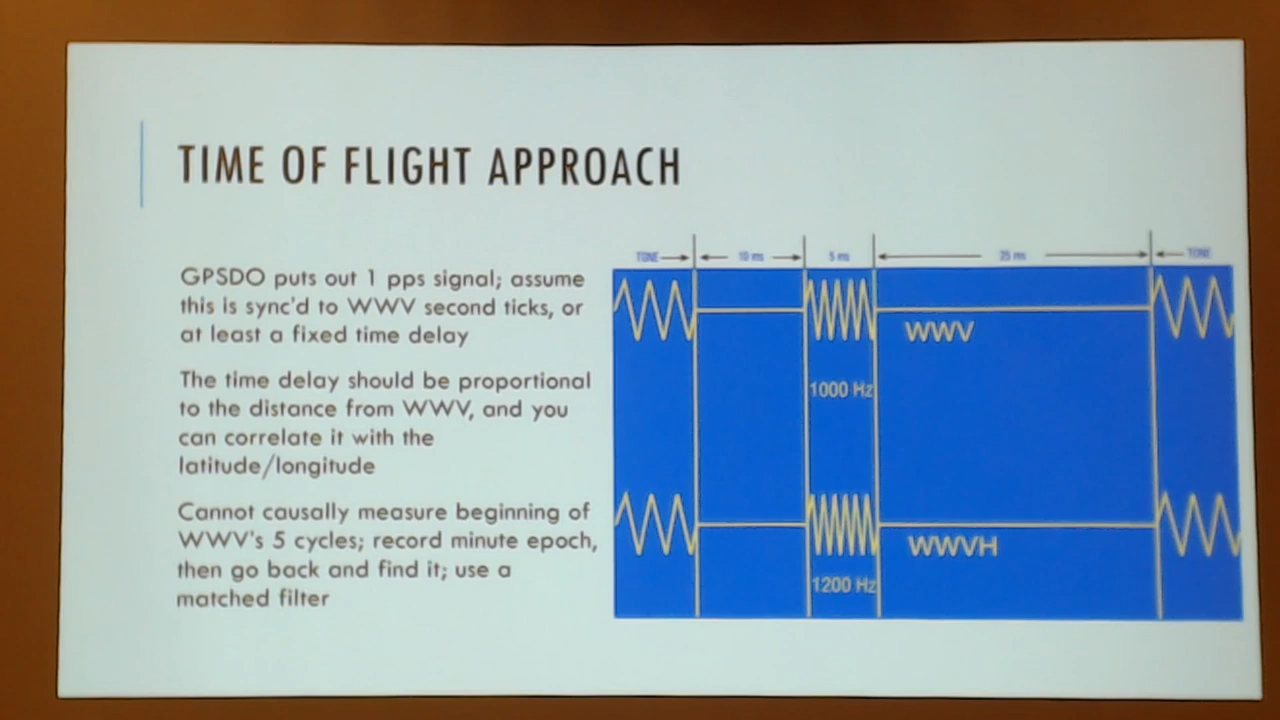 TIME OF FLIGHT APPROACH
GPSDO puts out 1 pps signal; assume
this is sync'd to WWV second ticks, or
at least a fixed time delay
The time delay should be proportional
to the distance from WWV, and you
can correlate it with the
latitude/longitude
Cannot causally measure beginning of
WWV's 5 cycles; record minute epoch,
then go back and find it; use a
matched filter
TONE 10 ms 5 ms 25 ms TONE
WWV
1000 Hz
WWVH
1200 Hz